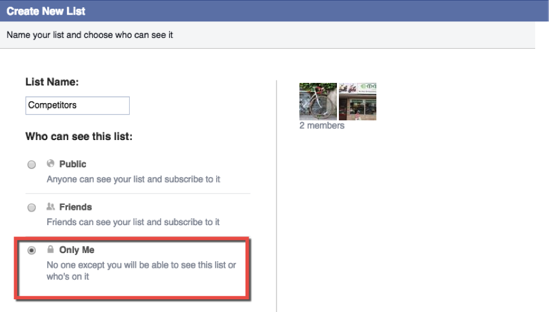 Create New List
Name your list and choose who can see it
List Name:
Competitors
Who can see this list:
Public
Anyone can see your list and subscribe to it
Friends
Friends can see your list and subscribe to it
Only Me
No one except you will be able to see this list or
who's on it
2 members